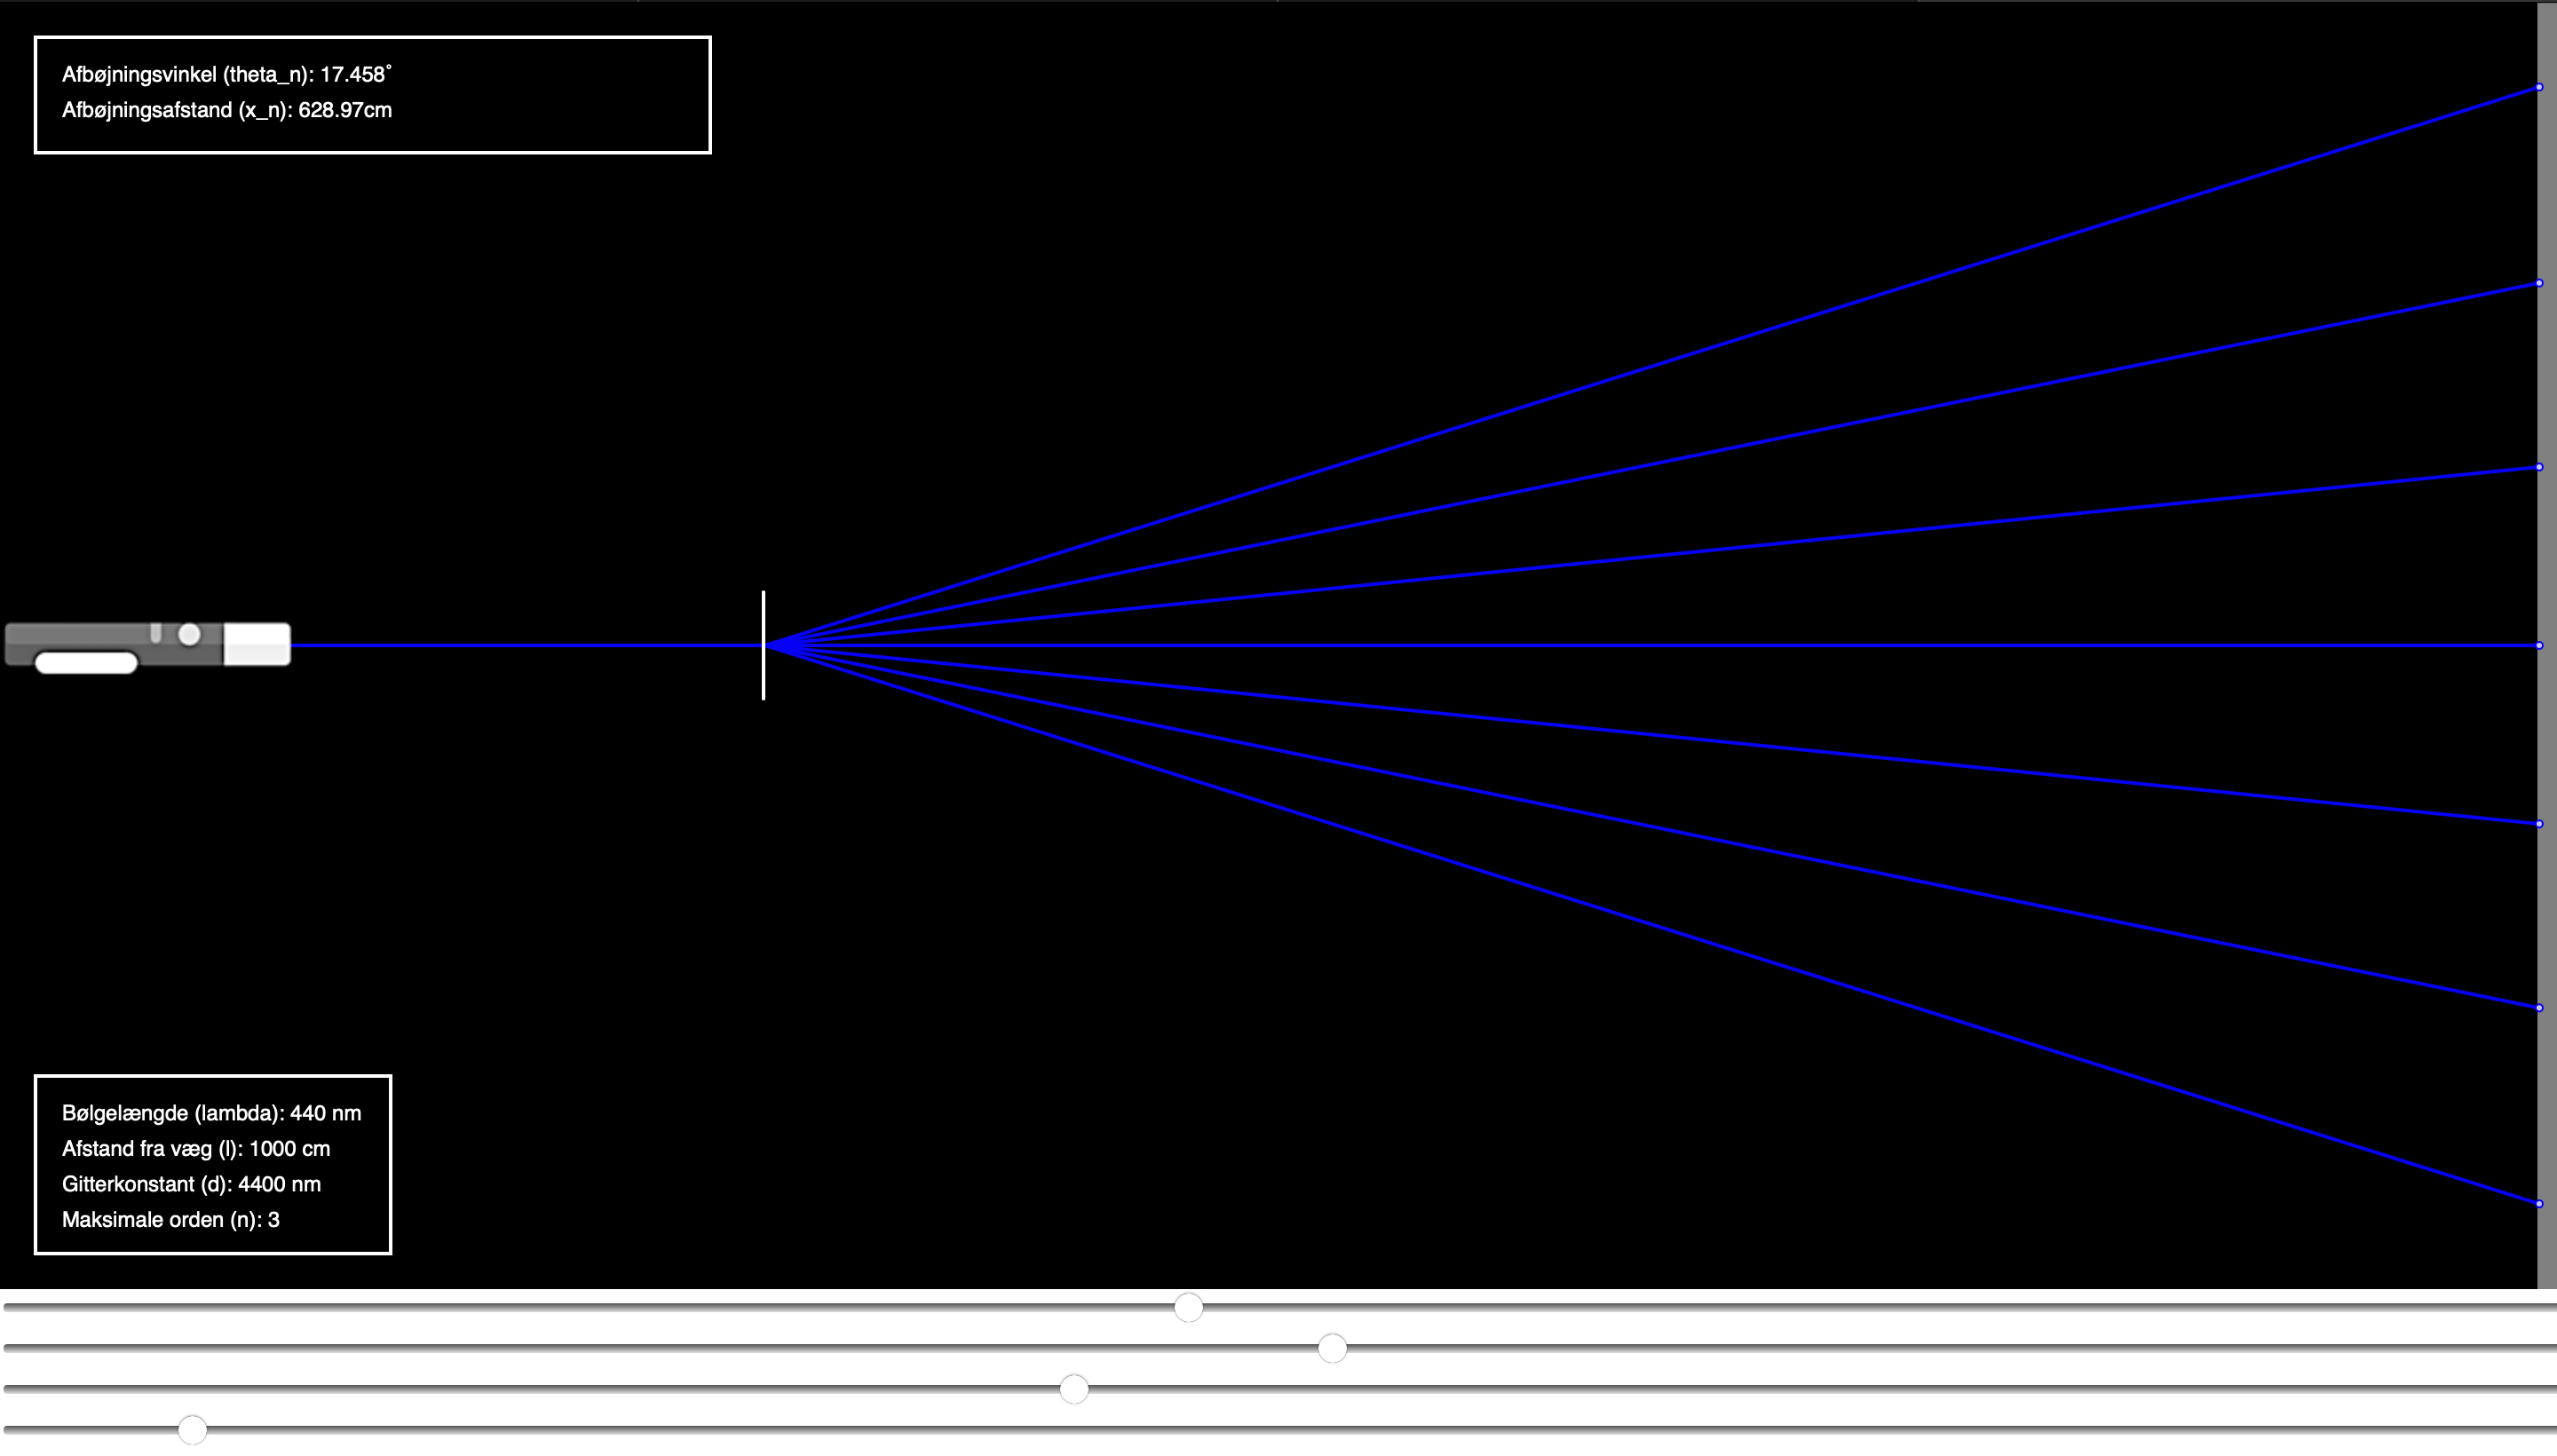 Afbøjningsvinkel (theta_n): 17.458°
Afbøjningsafstand (x_n): 628.97cm
Bølgelængde (lambda): 440 nm
Afstand fra væg (l): 1000 cm
Gitterkonstant (d): 4400 nm
Maksimale orden (n): 3